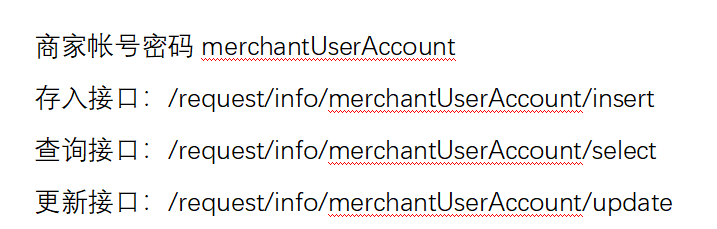 商家帐号密码 merchantUserAccount
存入接口：/request/info/merchantUserAccount/insert
查询接口：/request/info/merchantUserAccount/select
更新接口：/request/info/merchantUserAccount/update